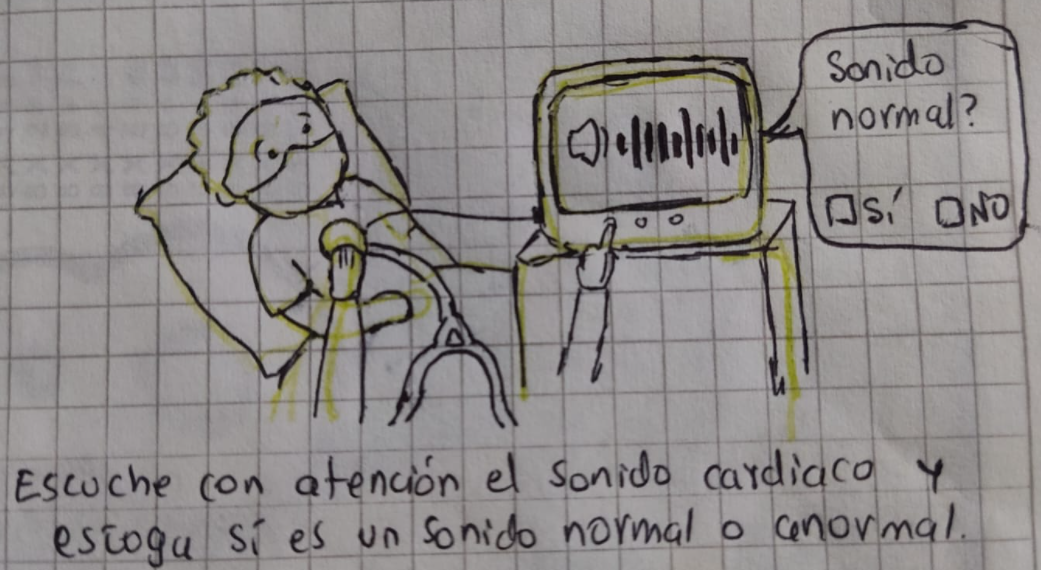 Sonido
normal?
□ Sí □ NO
Escuche con atención el sonido cardiaco y
escoga sí es un sonido normal o anormal.